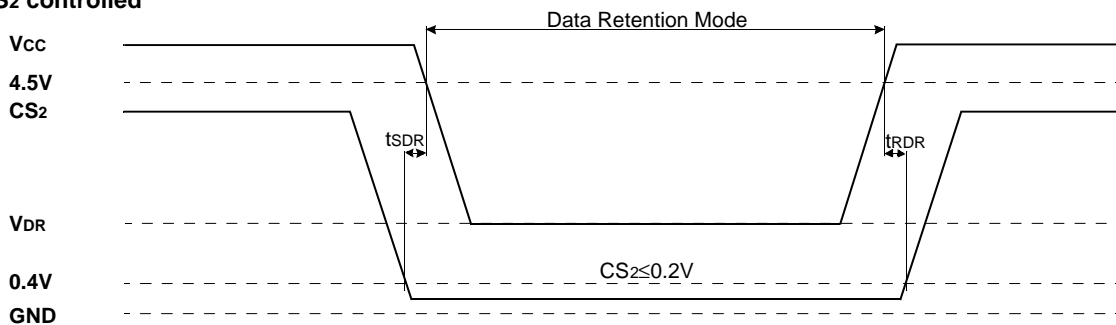 S2 controlled
Data Retention Mode
VCC
4.5V
CS2
tSDR
tRDR
VDR
CS2≤0.2V
0.4V
GND